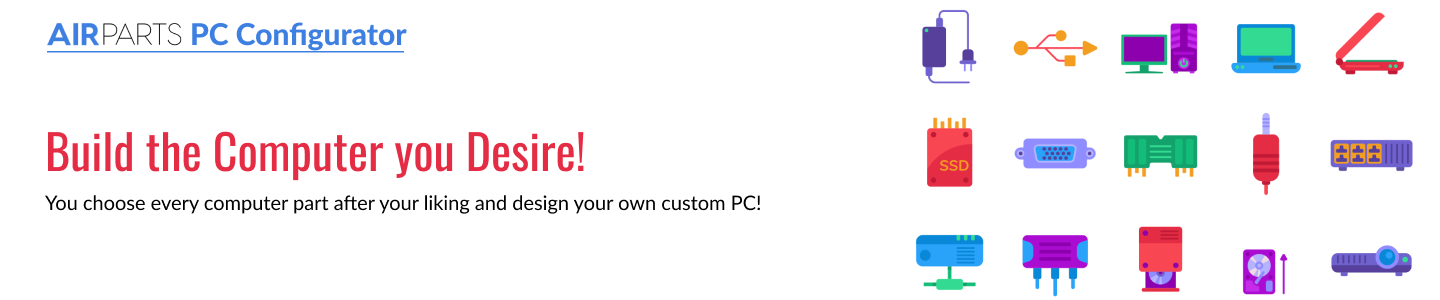 AIRPARTS PC Configurator
Build the Computer you Desire!
You choose every computer part after your liking and design your own custom PC!
SSD